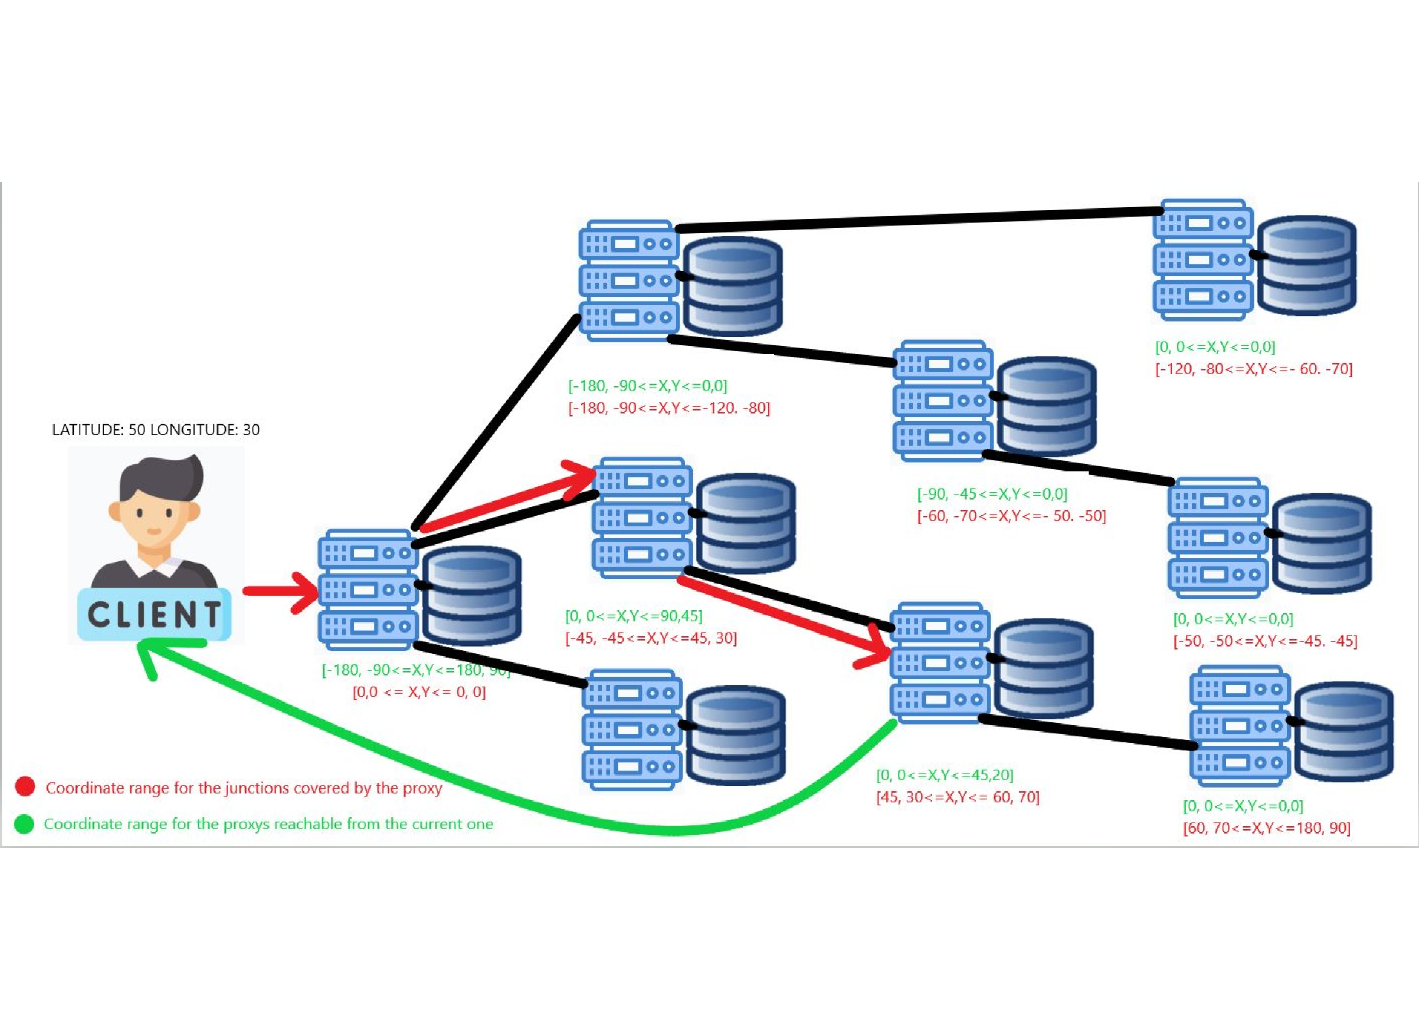 [0, 0<=X,Y<=0,0]
[-120, -80<=X,Y<=- 60. -70]
[-180, -90<=X,Y<=0,0]
[-180, -90<=X,Y<=-120. -80]
LATITUDE: 50 LONGITUDE: 30
[-90, -45<=X,Y<=0,0]
[-60, -70<=X,Y<=- 50. -50]
CLIENT
[0, 0<=X,Y<=90,45]
[-45, -45<=X,Y<=45, 30]
[0, 0<=X,Y<=0,0]
[-50, -50<=X,Y<=-45. -45]
[-180, -90<=X,Y<=180, 90]
[0,0 <= X,Y<= 0, 0]
[0, 0<=X,Y<=45,20]
[45, 30<=X,Y<= 60, 70]
[0, 0<=X,Y<=0,0]
[60, 70<=X,Y<=180, 90]
Coordinate range for the junctions covered by the proxy
Coordinate range for the proxys reachable from the current one